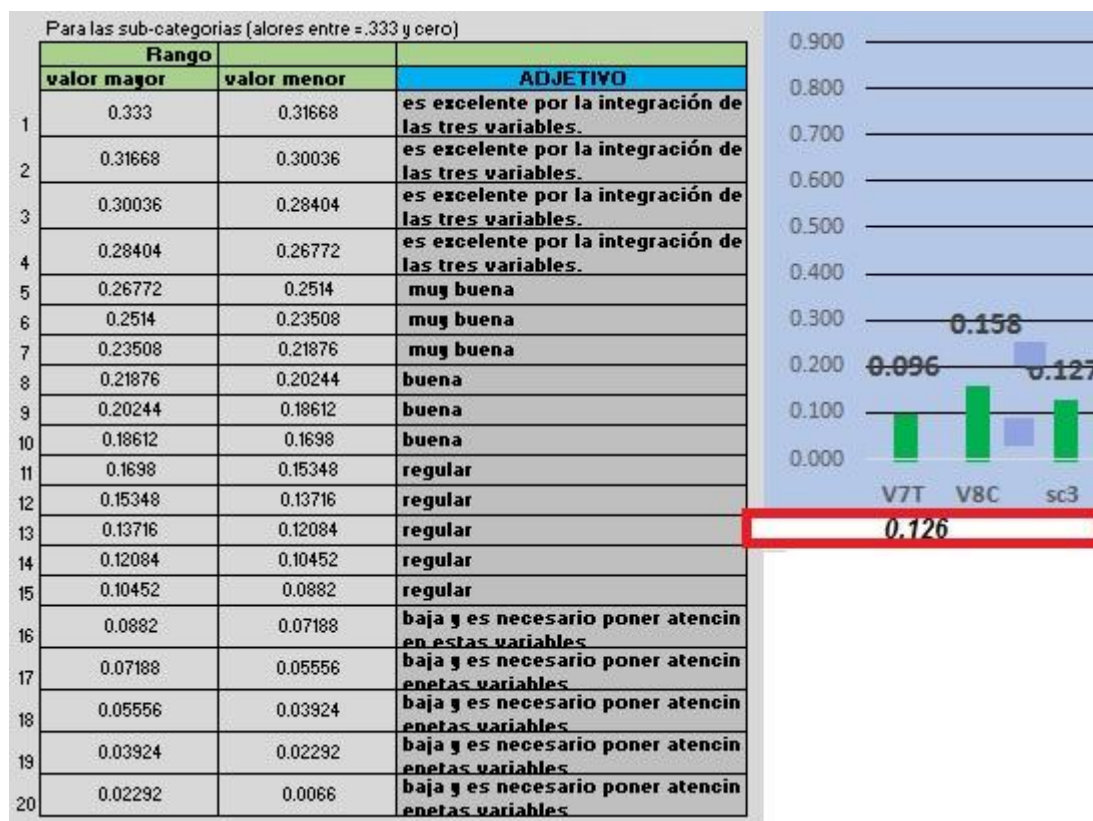 Para las sub-categorias (alores entre =.333 y cero)
Rango
valor mayor valor menor ADJETIVO
1 0.333 0.31668 es excelente por la integración de
las tres variables.
2 0.31668 0.30036 es excelente por la integración de
las tres variables.
3 0.30036 0.28404 es excelente por la integración de
las tres variables.
4 0.28404 0.26772 es excelente por la integración de
las tres variables.
5 0.26772 0.2514 muy buena
6 0.2514 0.23508 muy buena
7 0.23508 0.21876 muy buena
8 0.21876 0.20244 buena
9 0.20244 0.18612 buena
10 0.18612 0.1698 buena
11 0.1698 0.15348 regular
12 0.15348 0.13716 regular
13 0.13716 0.12084 regular
14 0.12084 0.10452 regular
15 0.10452 0.0882 regular
16 0.0882 0.07188 baja y es necesario poner atencin
en estas variables
17 0.07188 0.05556 baja y es necesario poner atencin
enetas variables
18 0.05556 0.03924 baja y es necesario poner atencin
enetas variables
19 0.03924 0.02292 baja y es necesario poner atencin
enetas variables
20 0.02292 0.0066 baja y es necesario poner atencin
enetas variables
0.900
0.800
0.700
0.600
0.500
0.400
0.300
0.200
0.100
0.000
0.096 0.158 0.127
V7T V8C sc3
0.126